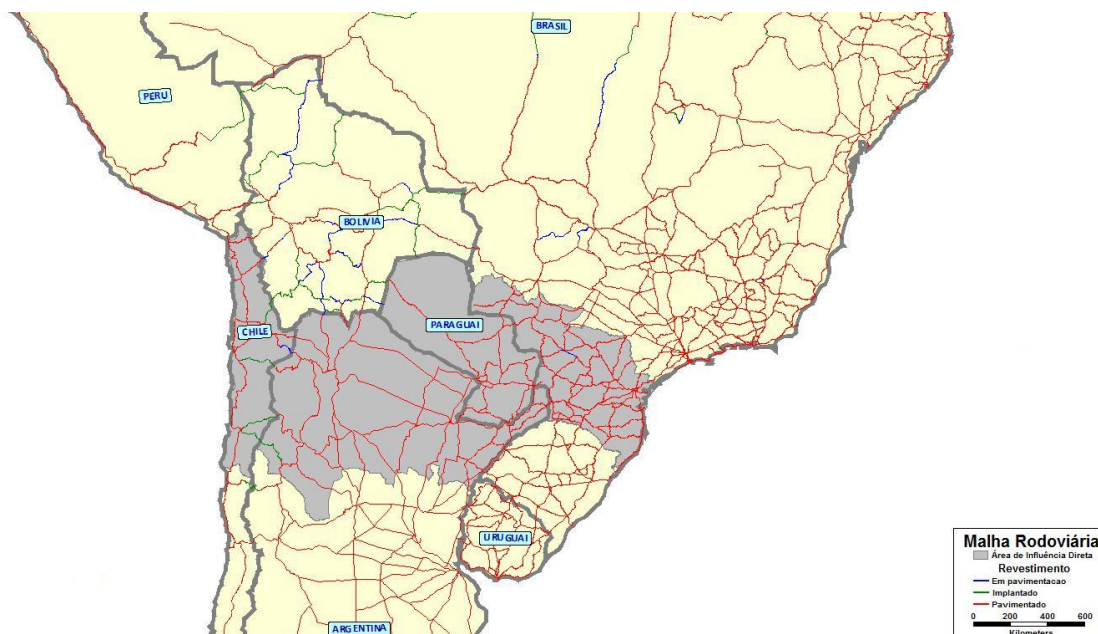 BRASIL
PERU
BOLIVIA
PARAGUAI
CHILE
URUGUAI
ARGENTINA
Malha Rodoviária
Área de Influência Direta
Revestimento
Em pavimentacao
Implantado
Pavimentado
0 200 400 600
Kilometers